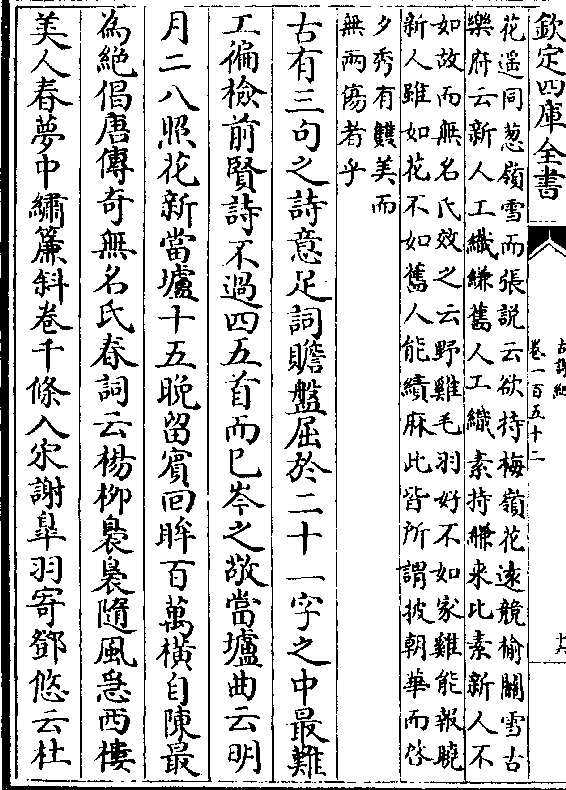 欽定四庫全書
古詩紀
卷一百五十二
十六
花遥同葱嶺雪而張説云欲持梅嶺花遠競榆關雪古
樂府云新人工織縑舊人工織素持縑来比素新人不
如故而無名氏效之云野雞毛羽好不如家雞能報曉
新人雖如花不如舊人能績麻此皆所謂披朝華而啓
夕秀有雙美而
無兩傷者乎
古有三句之詩意足詞贍盤屈於二十一字之中最難
工徧檢前賢詩不過四五首而已岑之敬當壚曲云明
月二八照花新當壚十五晚留賓回眸百萬橫自陳最
為絶倡唐傳奇無名氏春詞云楊柳裊裊隨風急西樓
美人春夢中繡簾斜卷千條入宋謝臯羽寄鄧悠云杜